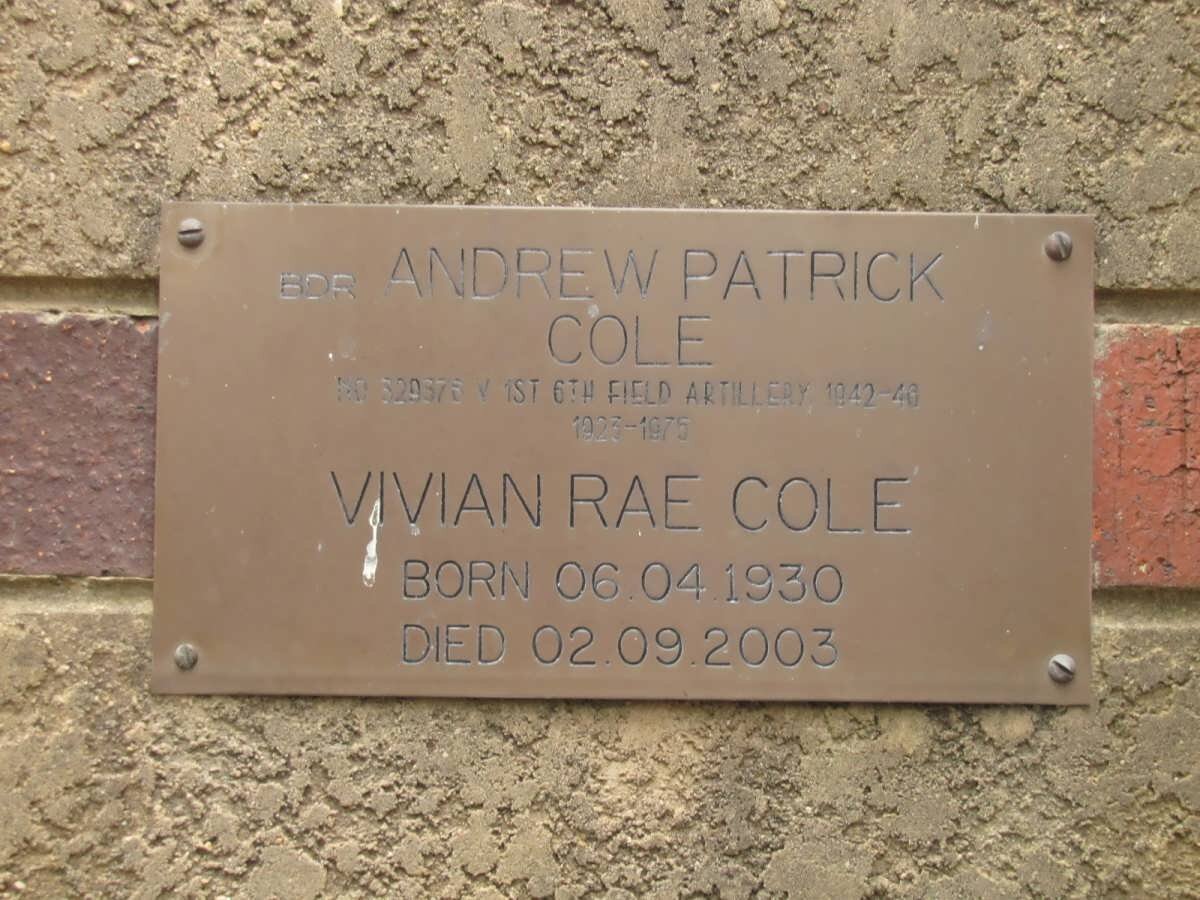 BDR ANDREW PATRICK
COLE
NO 329376 V 1ST 6TH FIELD ARTILLERY 1942-46
1923-1975
VIVIAN RAE COLE
BORN 06.04.1930
DIED 02.09.2003